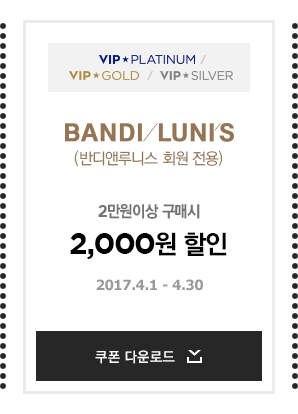 VIP★PLATINUM /
VIP★GOLD / VIP★SILVER
BANDI/LUNI'S
(반디앤루니스 회원 전용)
2만원이상 구매시
2,000원 할인
2017.4.1 - 4.30
쿠폰 다운로드